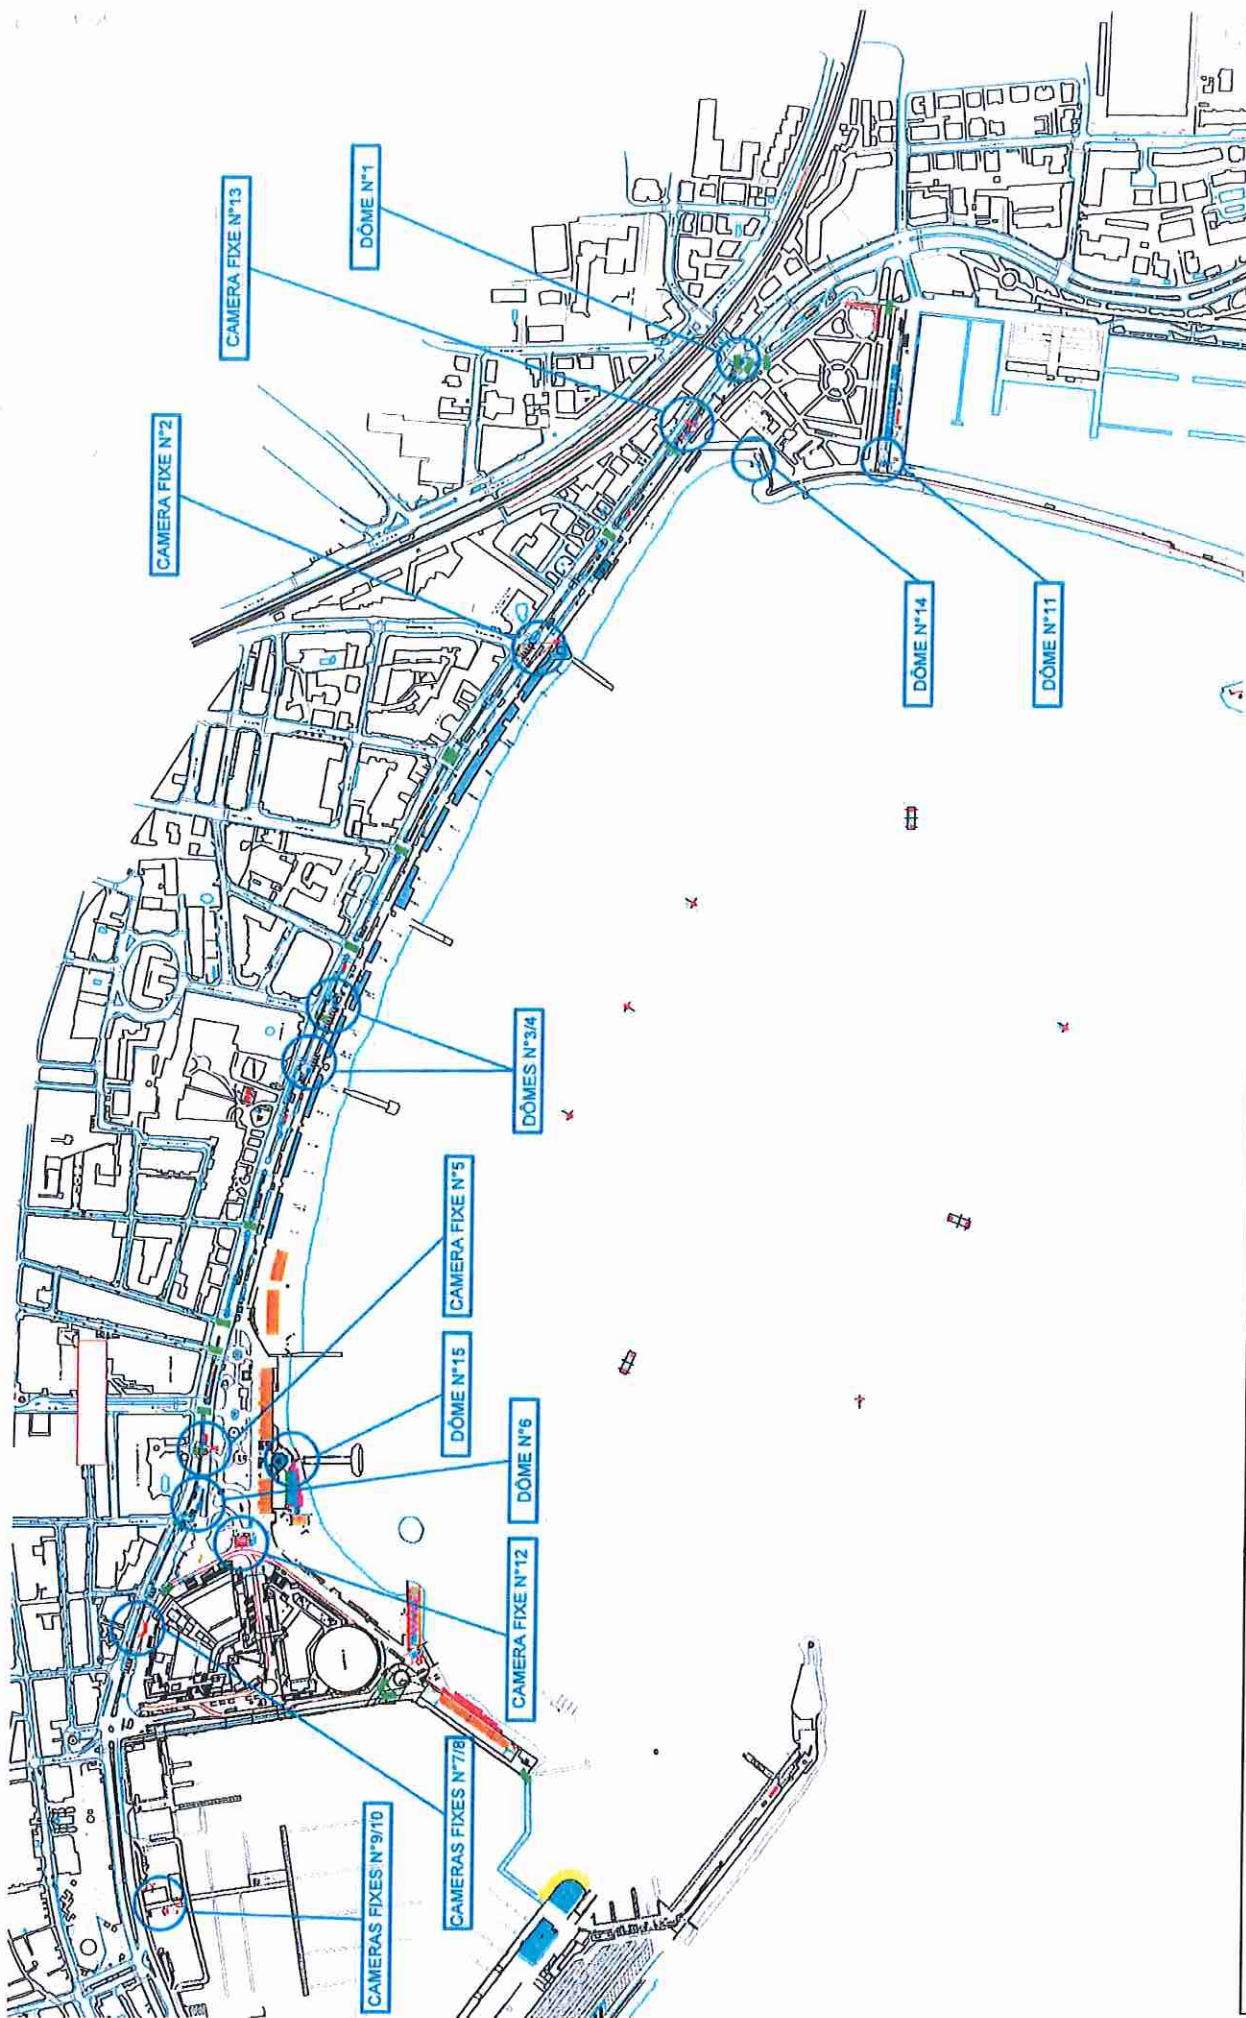 CAMERAS FIXES N°9/10
CAMERAS FIXES N°7/8
CAMERA FIXE N°12
DÔME N°6
DÔME N°15
CAMERA FIXE N°5
DÔMES N°3/4
CAMERA FIXE N°2
CAMERA FIXE N°13
DÔME N°1
DÔME N°14
DÔME N°11